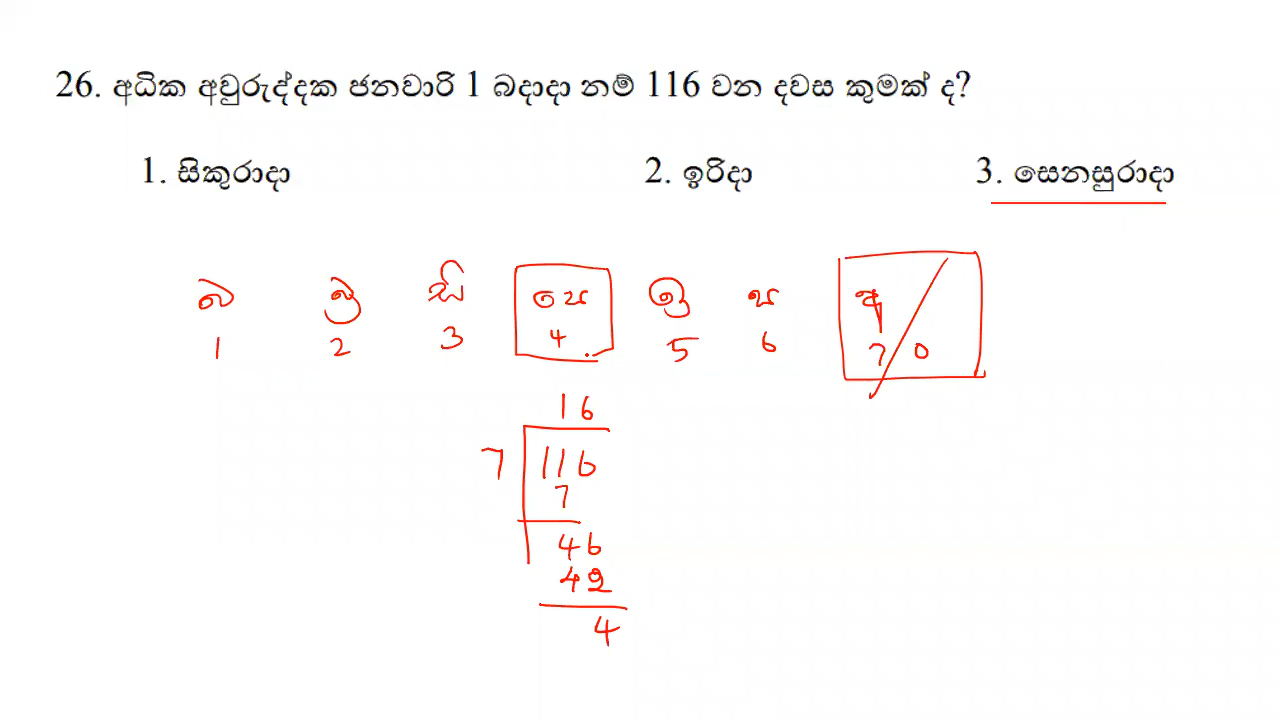 26. අධික අවුරුද්දක ජනවාරි 1 බදාදා නම් 116 වන දවස කුමක් ද?
1. සිකුරාදා 2. ඉරිදා 3. සෙනසුරාදා
බ බ්‍ර සි සෙ ඉ ස අ
1 2 3 4 5 6 7 0
16
7 116
7
46
42
4